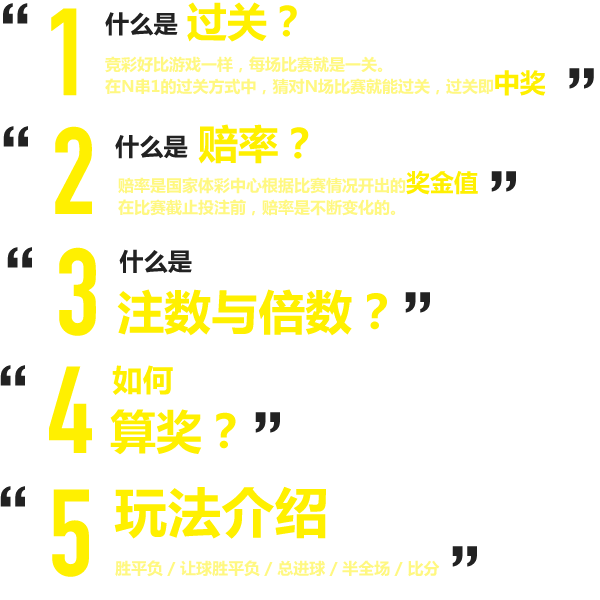 “ 1 什么是 过关？
竞彩好比游戏一样，每场比赛就是一关。
在N串1的过关方式中，猜对N场比赛就能过关，过关即中奖 ”
“ 2 什么是 赔率？
赔率是国家体彩中心根据比赛情况开出的奖金值 ”
在比赛截止投注前，赔率是不断变化的。
“ 3 什么是
注数与倍数？ ”
“ 4 如何
算奖？ ”
“ 5 玩法介绍
胜平负 / 让球胜平负 / 总进球 / 半全场 / 比分 ”